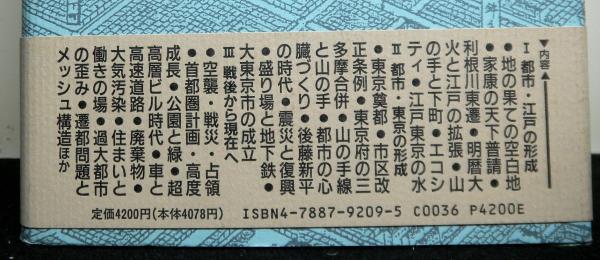 ▼内容▲
Ⅰ 都市・江戸の形成
●地の果ての空白地
●家康の天下普請●
利根川東遷●明暦大
火と江戸の拡張●山
の手と下町●エコシ
ティ●江戸東京の水
Ⅱ 都市・東京の形成
●東京奠都●市区改
正条例●東京府の三
多摩合併●山の手線
と山の手●都市の心
臓づくり●後藤新平
の時代●震災と復興
●盛り場と地下鉄●
大東京市の成立
Ⅲ 戦後から現在へ
●空襲・戦災・占領
●首都圏計画・高度
成長●公園と緑●超
高層ビル時代●車と
高速道路●廃棄物●
大気汚染●住まいと
働きの場●過大都市
の歪み●遷都問題と
メッシュ構造ほか
定価4200円(本体4078円) ISBN4-7887-9209-5 C0036 P4200E